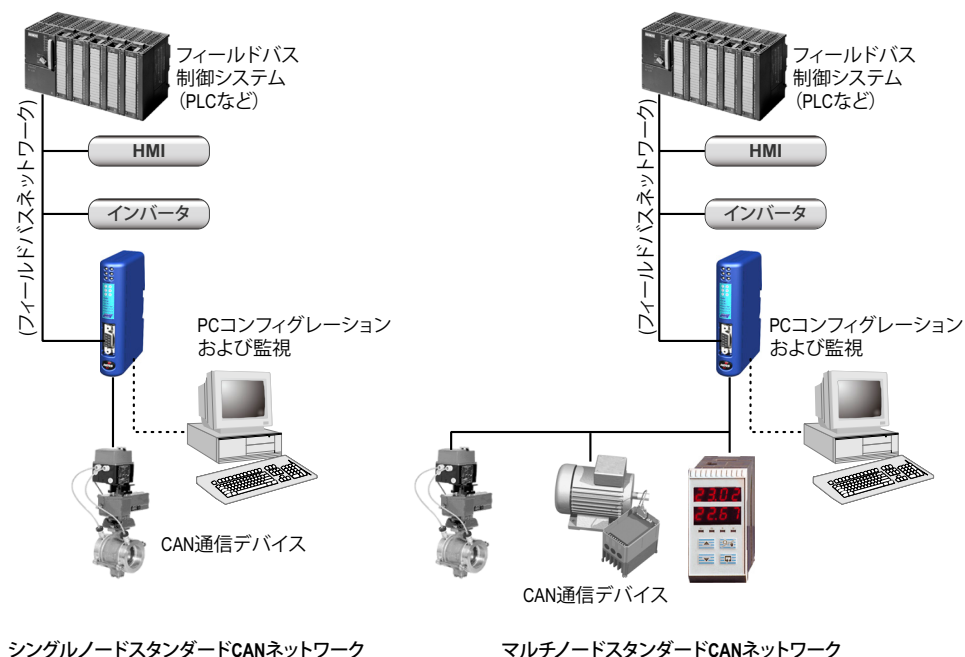 フィールドバス
制御システム
（PLCなど）
(フィールドバスネットワーク)
HMI
インバータ
PCコンフィグレーション
および監視
CAN通信デバイス
シングルノードスタンダードCANネットワーク
フィールドバス
制御システム
（PLCなど）
(フィールドバスネットワーク)
HMI
インバータ
PCコンフィグレーション
および監視
23.02
22.67
CAN通信デバイス
マルチノードスタンダードCANネットワーク